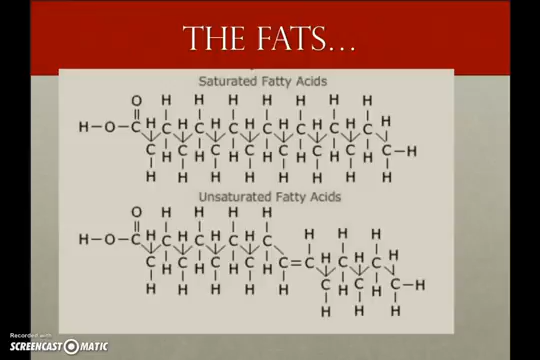 THE FATS...
Saturated Fatty Acids
O H H H H H H H
H–O–C H C H C H C H C H C H C H C H
C H C H C H C H C H C H C H C–H
H H H H H H H H
Unsaturated Fatty Acids
O H H H H
H H H
H–O–C H C H C H C H C
C H C H C H C H C=C H C H C H
H H H H H C H C H C–H
H H H
Recorded with
SCREENCAST-O-MATIC